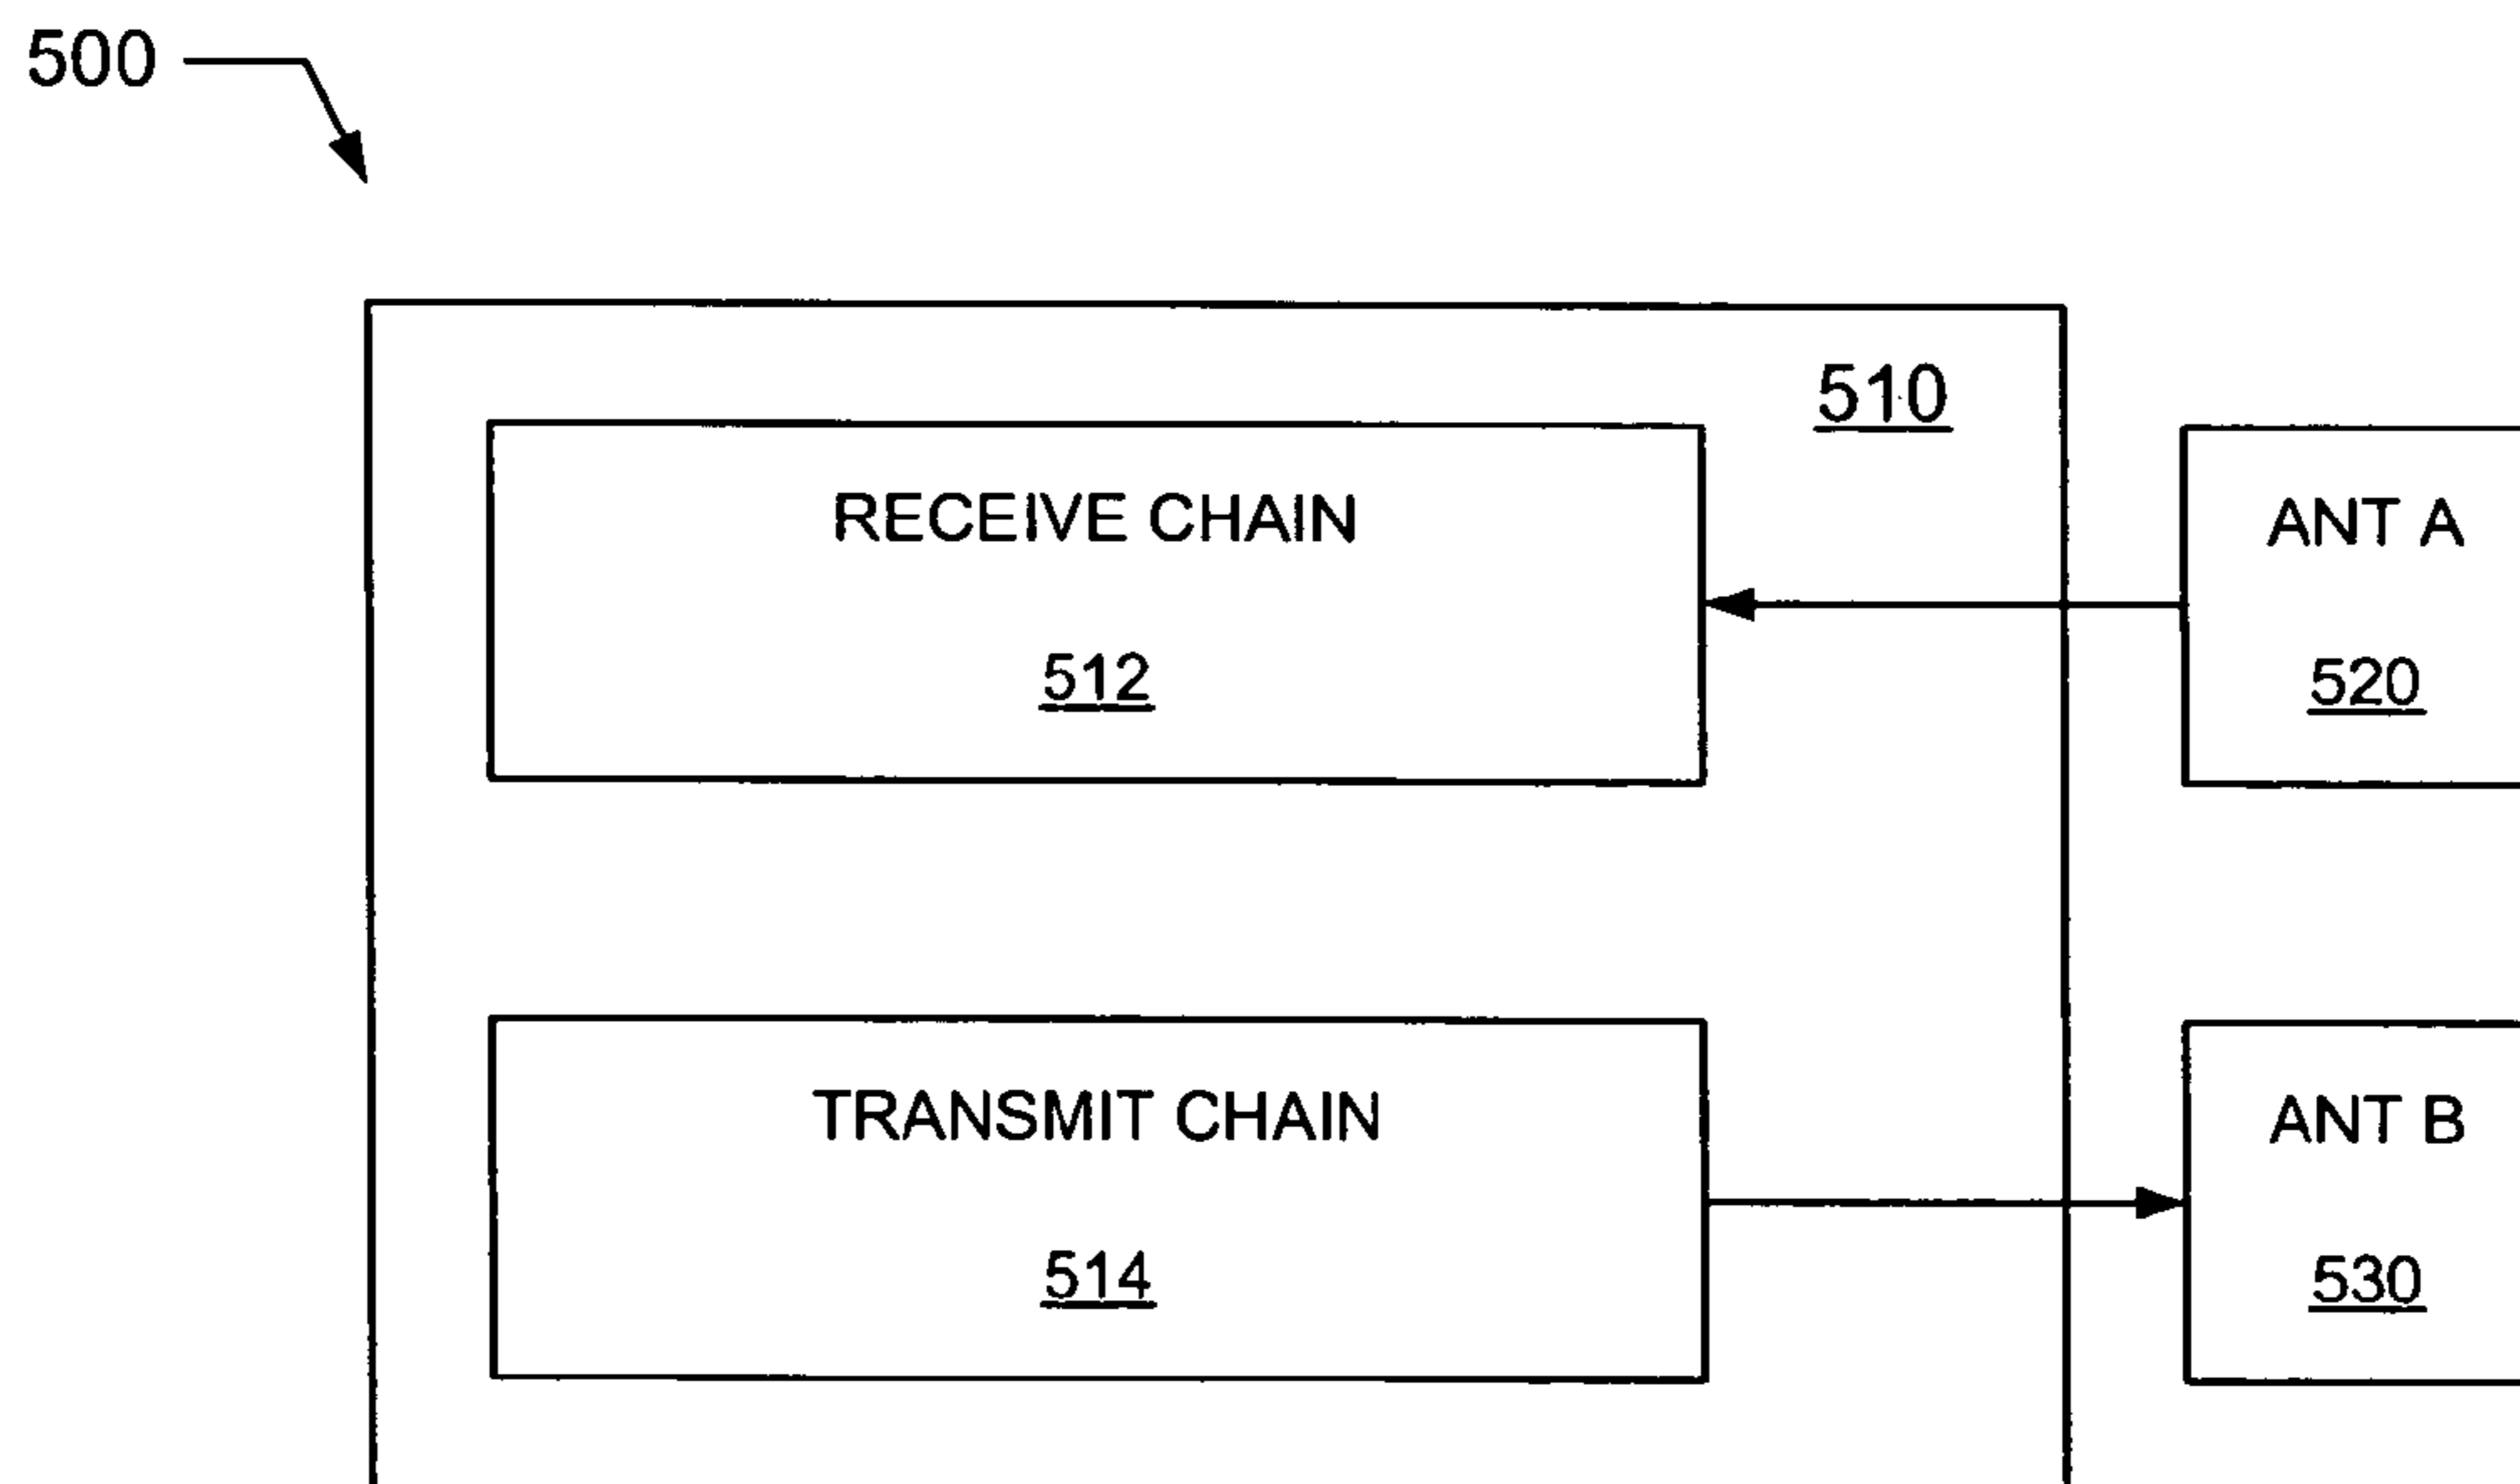 500
510
RECEIVE CHAIN
512
ANT A
520
TRANSMIT CHAIN
514
ANT B
530